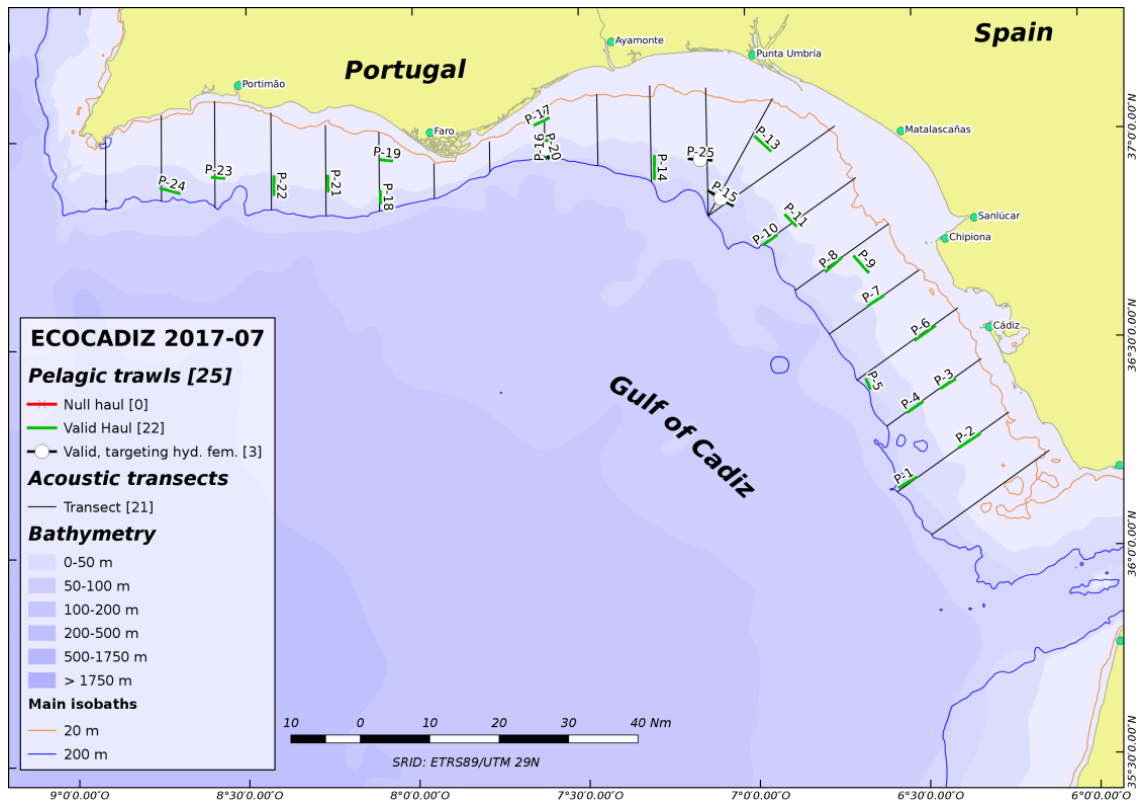 Spain
Portugal
Ayamonte
Punta Umbría
Portimão
Faro
Matalascañas
Sanlúcar
Chipiona
Cádiz
P-17
P-16
P-20
P-19
P-13
P-25
P-14
P-15
P-23
P-24
P-22
P-21
P-18
P-11
P-10
P-8
P-9
P-7
P-6
P-5
P-3
P-4
P-2
P-1
Gulf of Cadiz
ECOCADIZ 2017-07
Pelagic trawls [25]
Null haul [0]
Valid Haul [22]
Valid, targeting hyd. fem. [3]
Acoustic transects
Transect [21]
Bathymetry
0-50 m
50-100 m
100-200 m
200-500 m
500-1750 m
> 1750 m
Main isobaths
20 m
200 m
10 0 10 20 30 40 Nm
SRID: ETRS89/UTM 29N
37°0'0.00"N
36°30'0.00"N
36°0'0.00"N
35°30'0.00"N
9°0'0.00"O 8°30'0.00"O 8°0'0.00"O 7°30'0.00"O 7°0'0.00"O 6°30'0.00"O 6°0'0.00"O